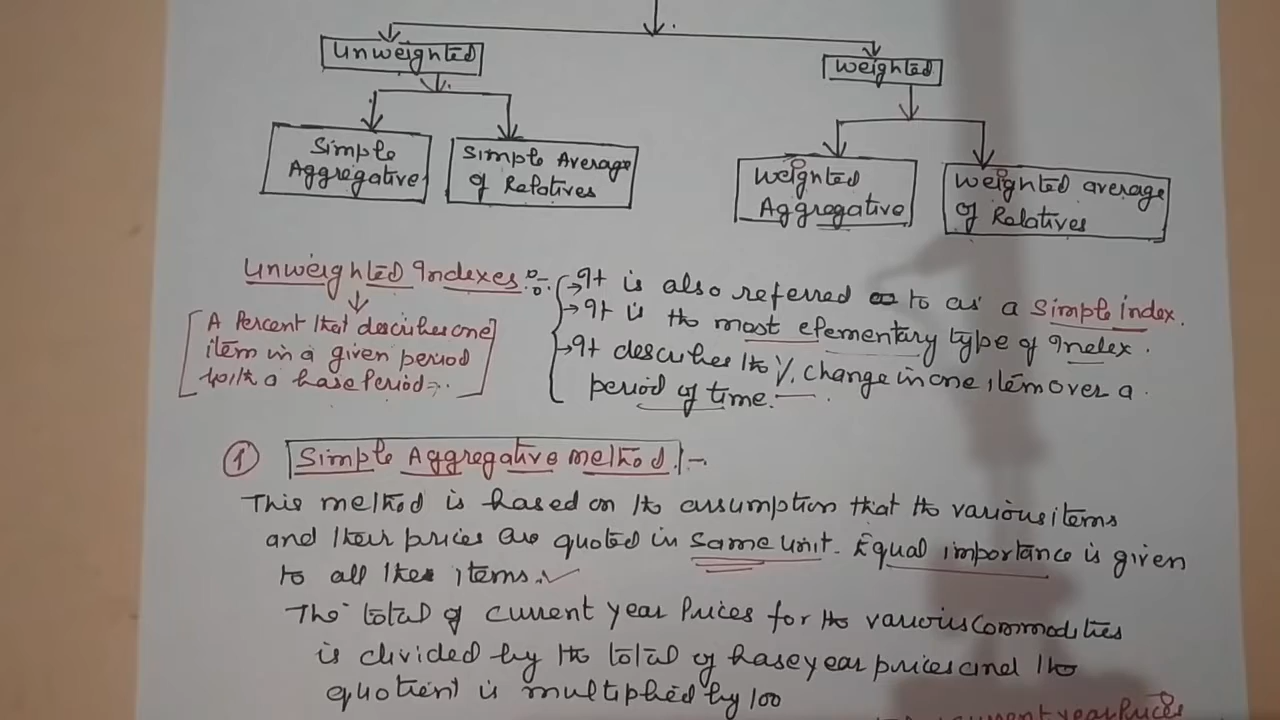 Unweighted
Weighted
Simple
Aggregative
Simple Average
of Relatives
Weighted
Aggregative
Weighted average
of Relatives
Unweighted Indexes :-
A Percent that describes one
item in a given period
with a base Period
→ It is also referred to as a simple index.
→ It is the most elementary type of Index.
→ It describes the % change in one item over a
period of time.
① Simple Aggregative method :-
This method is based on the assumption that the various items
and their prices are quoted in same unit. Equal importance is given
to all the items.
The total of current year Prices for the various commodities
is divided by the total of base year prices and the
quotient is multiplied by 100
current year Prices